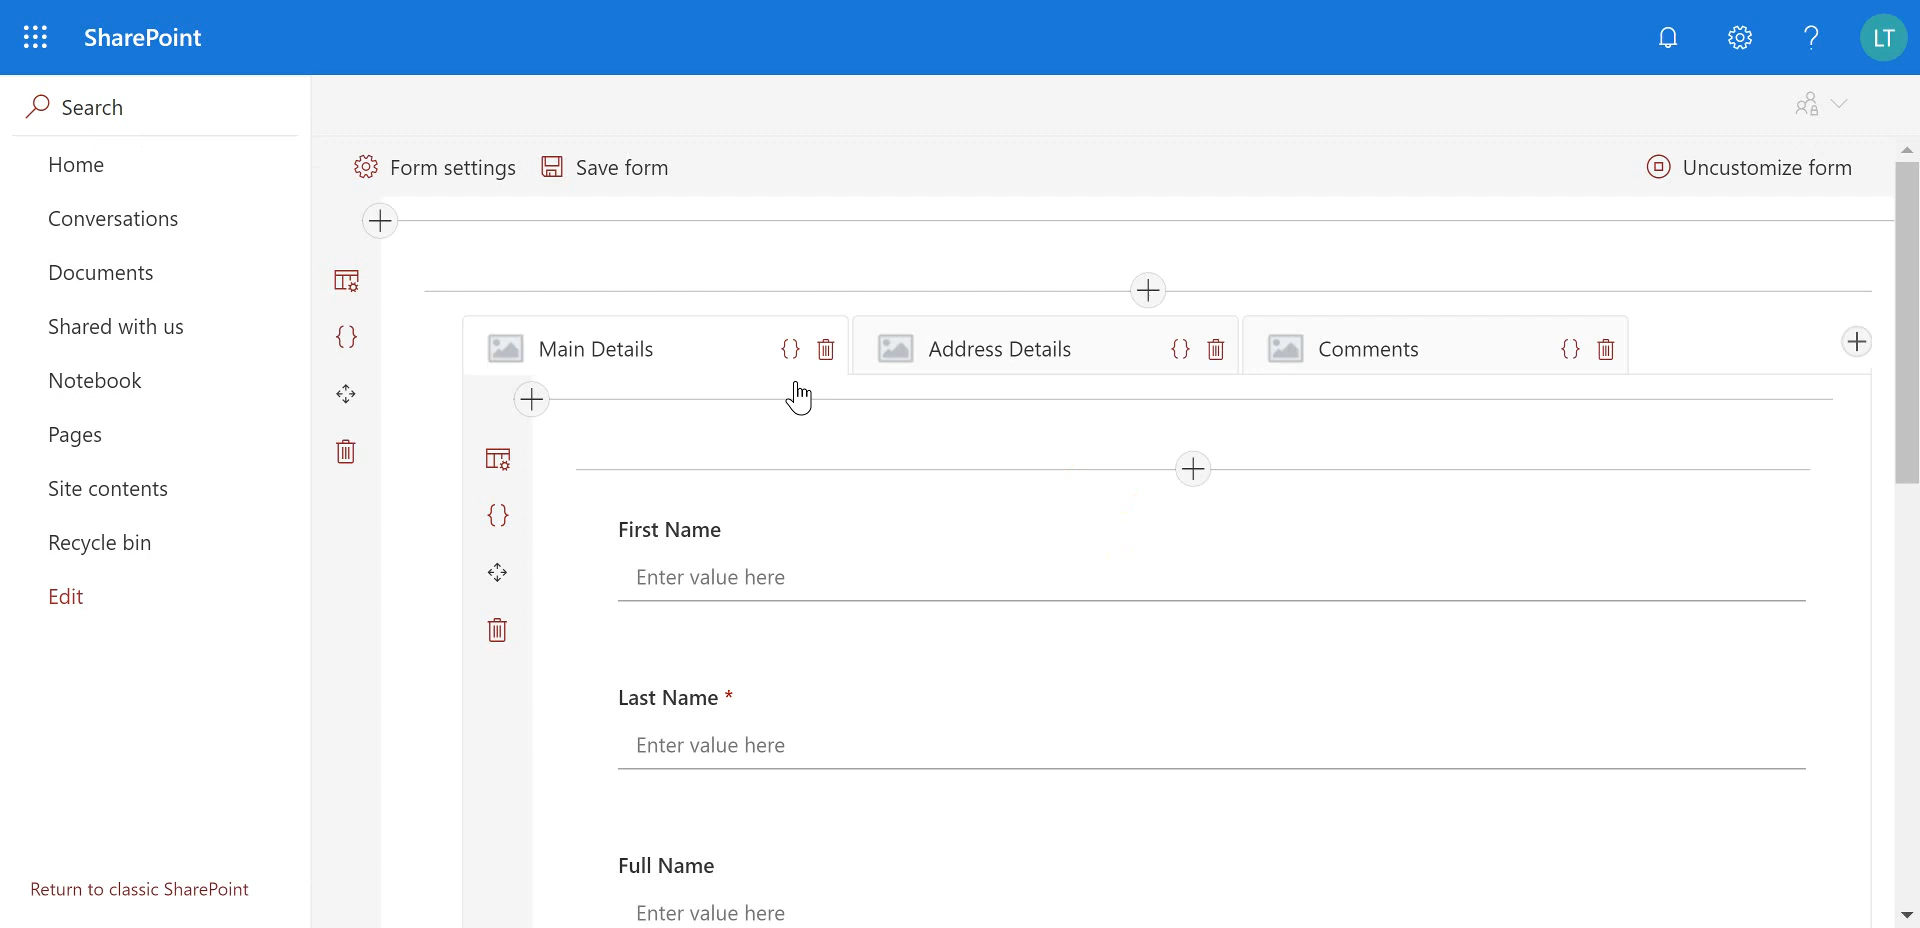 SharePoint
LT
Search
Home
Conversations
Documents
Shared with us
Notebook
Pages
Site contents
Recycle bin
Edit
Return to classic SharePoint
Form settings
Save form
Uncustomize form
Main Details
{}
Address Details
{}
Comments
{}
{}
{}
First Name
Enter value here
Last Name *
Enter value here
Full Name
Enter value here